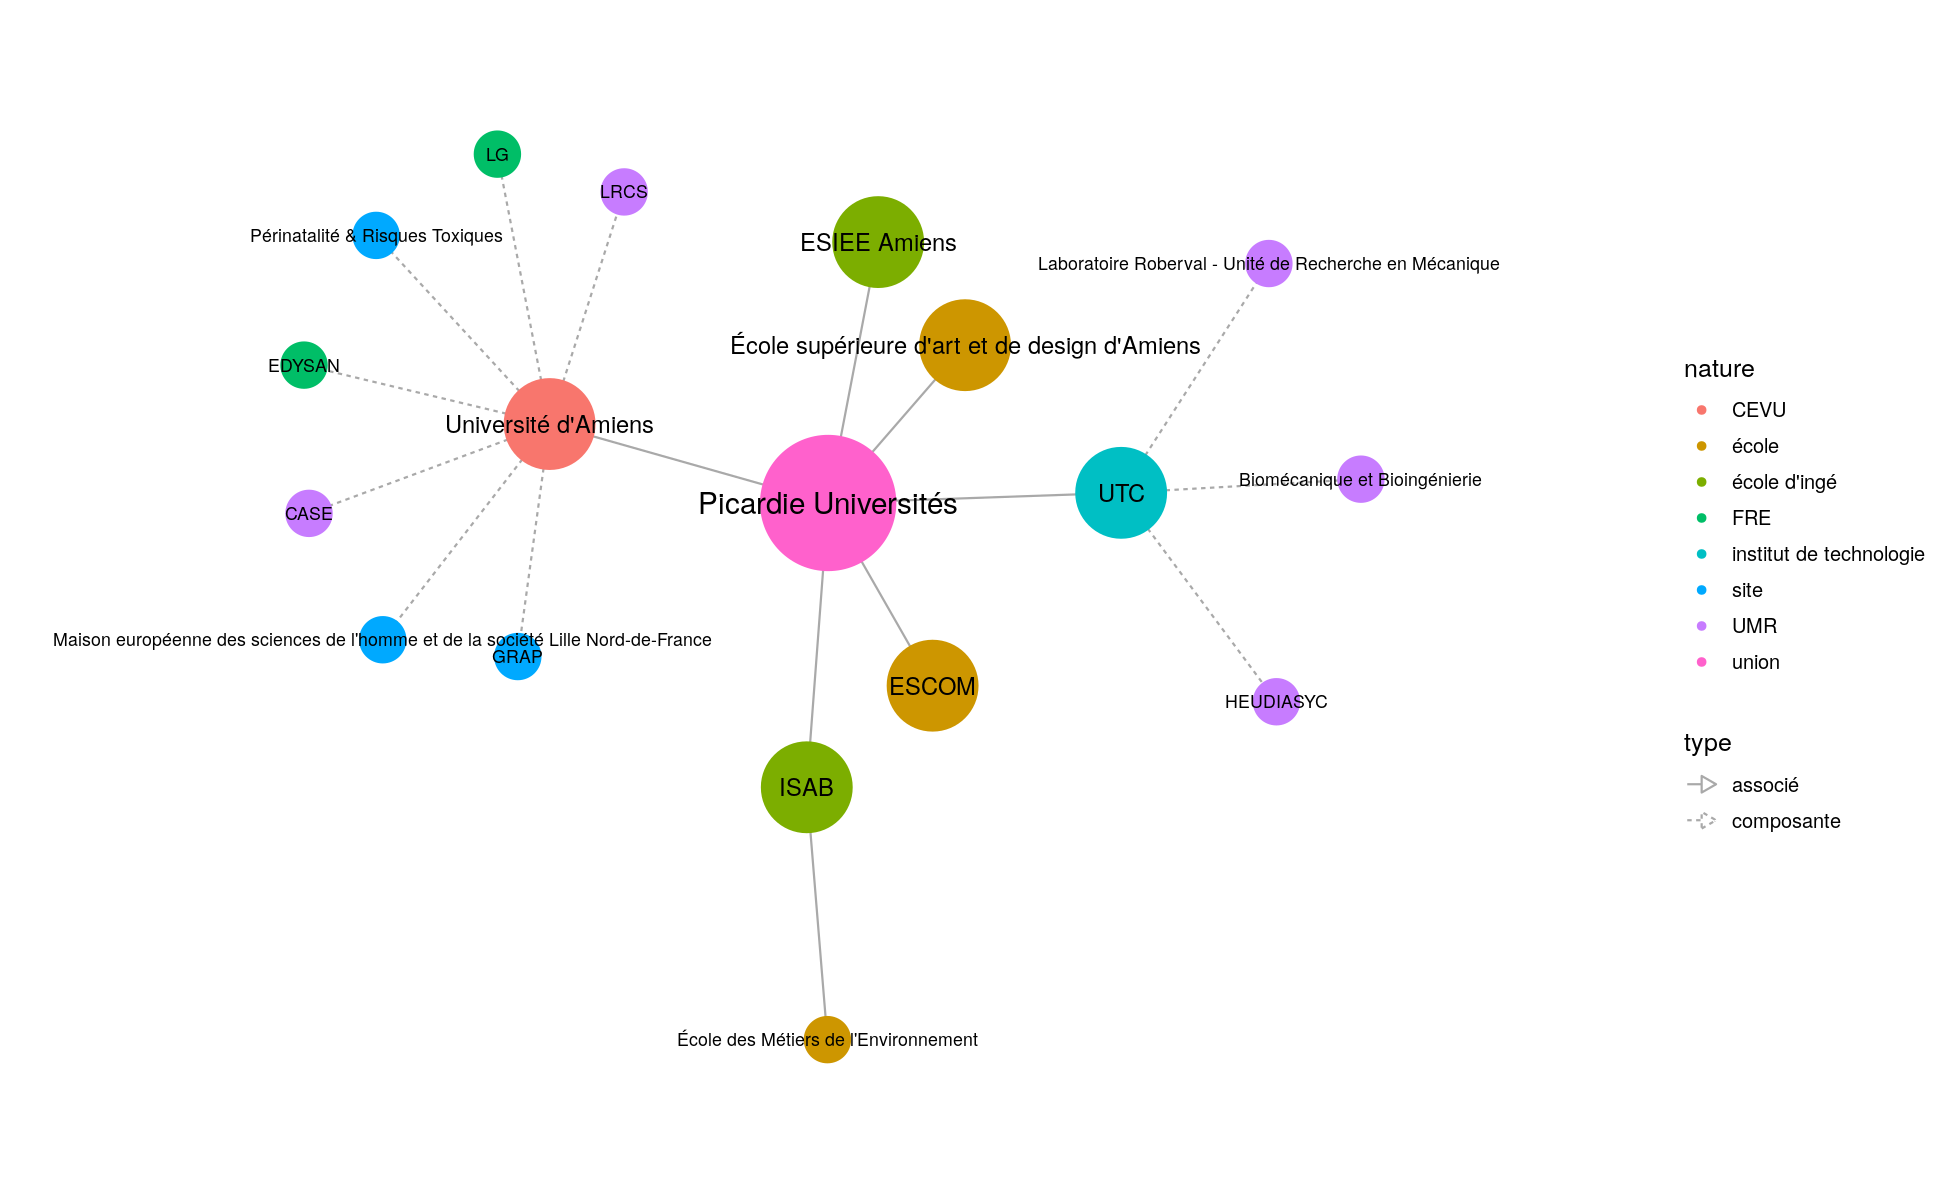 LG
LRCS
Périnatalité & Risques Toxiques
ESIEE Amiens
Laboratoire Roberval - Unité de Recherche en Mécanique
École supérieure d'art et de design d'Amiens
EDYSAN
Université d'Amiens
Biomécanique et Bioingénierie
UTC
Picardie Universités
CASE
Maison européenne des sciences de l'homme et de la société Lille Nord-de-France
GRAP
ESCOM
HEUDIASYC
ISAB
École des Métiers de l'Environnement
nature
CEVU
école
école d'ingé
FRE
institut de technologie
site
UMR
union
type
associé
composante